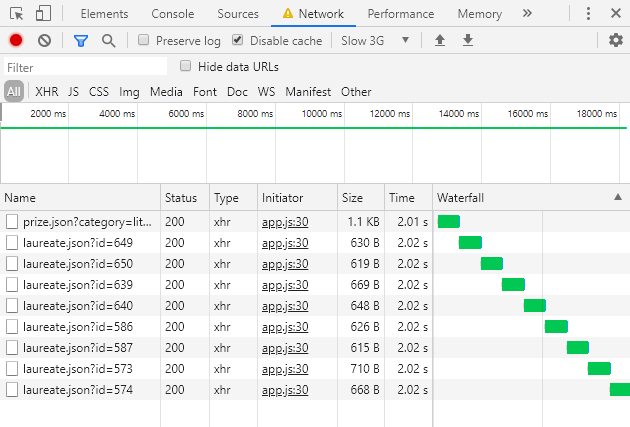 Elements Console Sources Network Performance Memory »
Preserve log Disable cache Slow 3G
Filter Hide data URLs
All XHR JS CSS Img Media Font Doc WS Manifest Other
2000 ms 4000 ms 6000 ms 8000 ms 10000 ms 12000 ms 14000 ms 16000 ms 18000 ms
Name Status Type Initiator Size Time Waterfall
prize.json?category=lit... 200 xhr app.js:30 1.1 KB 2.01 s
laureate.json?id=649 200 xhr app.js:30 630 B 2.02 s
laureate.json?id=650 200 xhr app.js:30 619 B 2.02 s
laureate.json?id=639 200 xhr app.js:30 669 B 2.02 s
laureate.json?id=640 200 xhr app.js:30 648 B 2.02 s
laureate.json?id=586 200 xhr app.js:30 626 B 2.02 s
laureate.json?id=587 200 xhr app.js:30 615 B 2.02 s
laureate.json?id=573 200 xhr app.js:30 710 B 2.02 s
laureate.json?id=574 200 xhr app.js:30 668 B 2.02 s